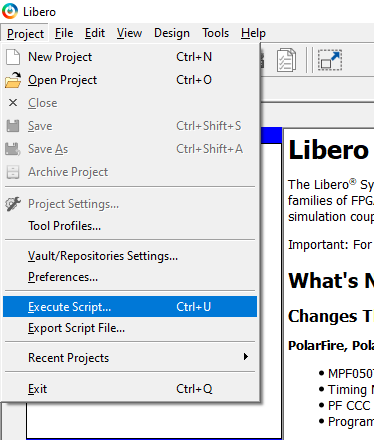 Libero
Project File Edit View Design Tools Help
New Project Ctrl+N
Open Project Ctrl+O
Close
Save Ctrl+Shift+S
Save As Ctrl+Shift+A
Archive Project
Project Settings...
Tool Profiles...
Vault/Repositories Settings...
Preferences...
Execute Script... Ctrl+U
Export Script File...
Recent Projects
Exit Ctrl+Q
Libero
The Libero® Sy
families of FPG
simulation coup
Important: For
What's N
Changes T
PolarFire, Pola
• MPF050T
• Timing N
• PF CCC
• Program